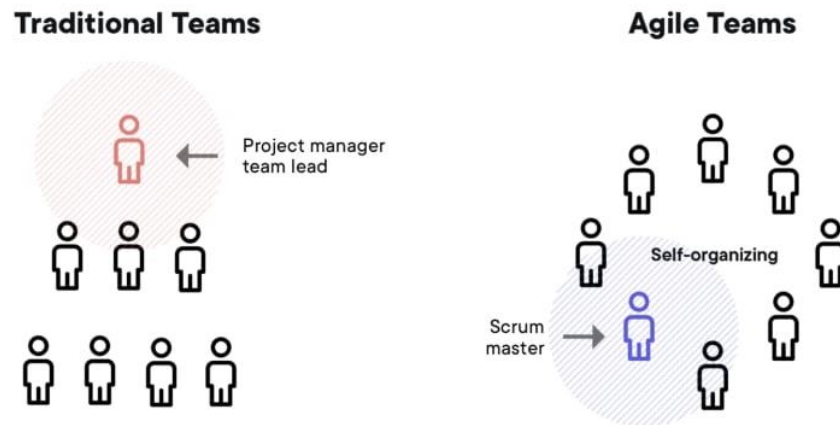 Traditional Teams
Project manager
team lead
Agile Teams
Self-organizing
Scrum
master